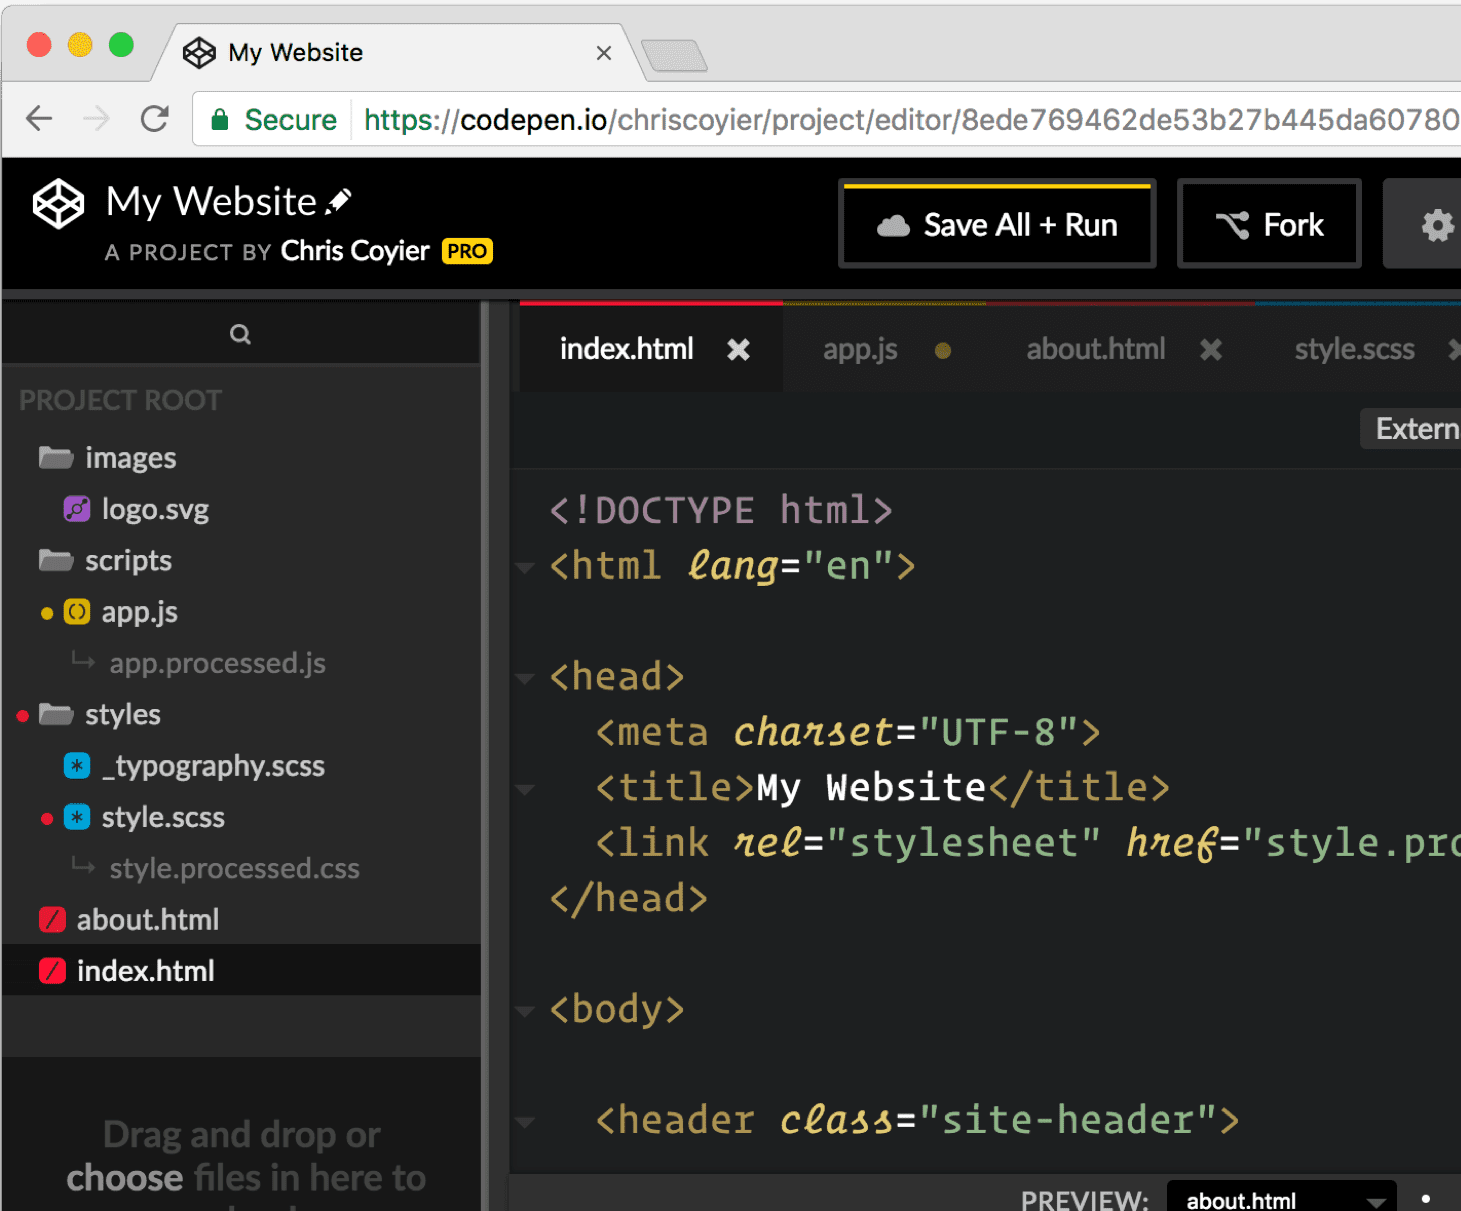 My Website
Secure https://codepen.io/chriscoyier/project/editor/8ede769462de53b27b445da60780
My Website
A PROJECT BY Chris Coyier PRO
Save All + Run
Fork
index.html
app.js
about.html
style.scss
PROJECT ROOT
images
logo.svg
scripts
app.js
app.processed.js
styles
_typography.scss
style.scss
style.processed.css
about.html
index.html
Drag and drop or
choose files in here to
Extern
<!DOCTYPE html>
<html lang="en">
<head>
<meta charset="UTF-8">
<title>My Website</title>
<link rel="stylesheet" href="style.pro
</head>
<body>
<header class="site-header">
PREVIEW: about.html